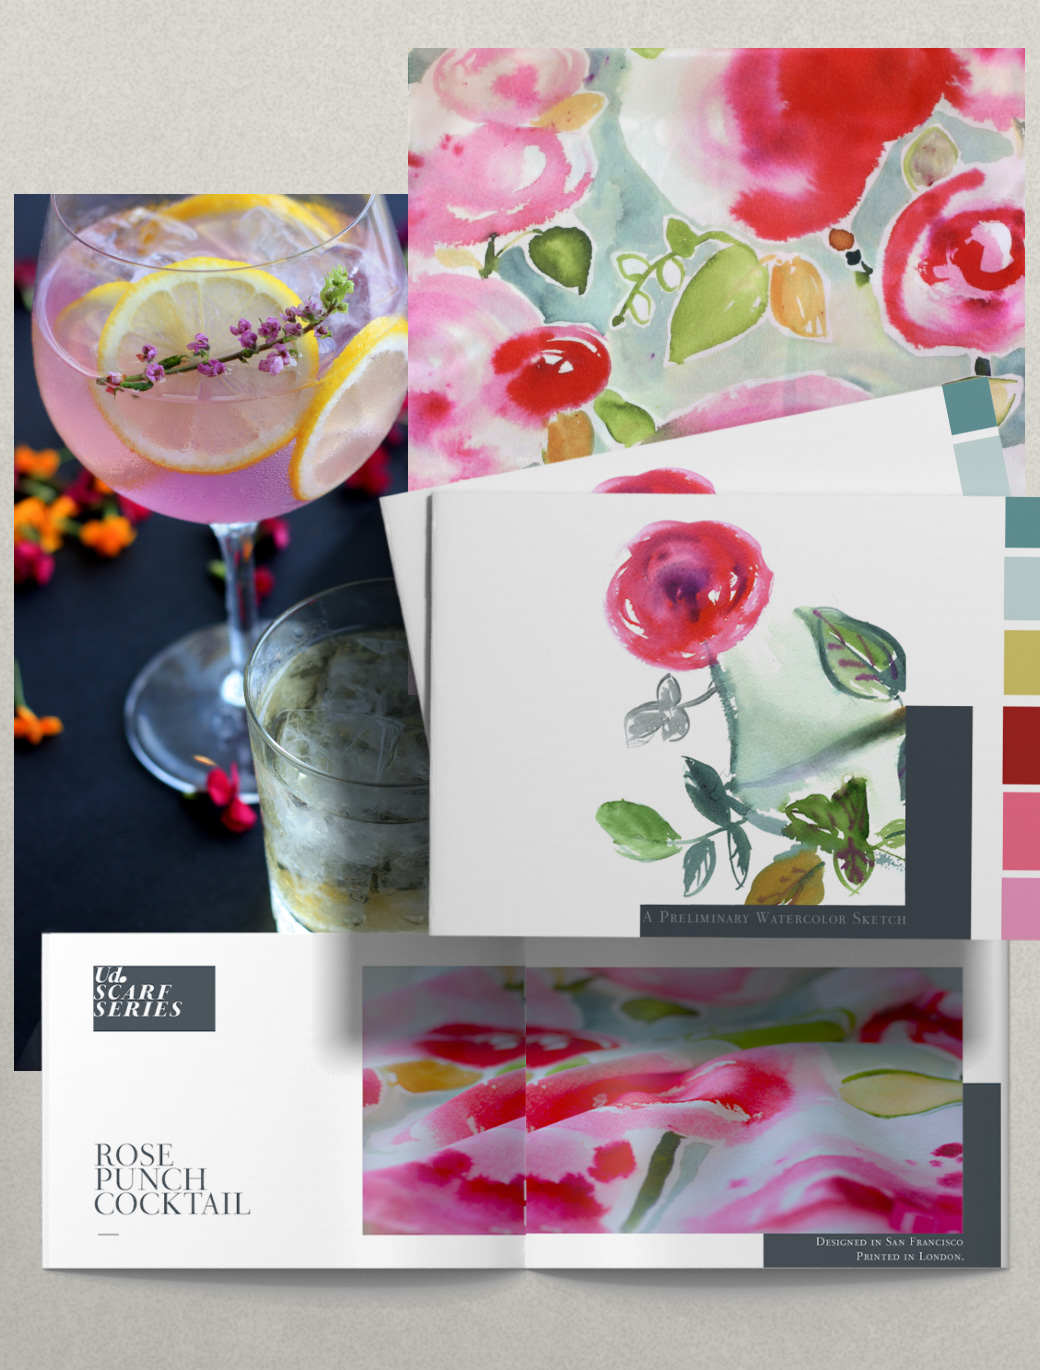 A Preliminary Watercolor Sketch
Ud.
SCARF
SERIES
ROSE
PUNCH
COCKTAIL
Designed in San Francisco
Printed in London.